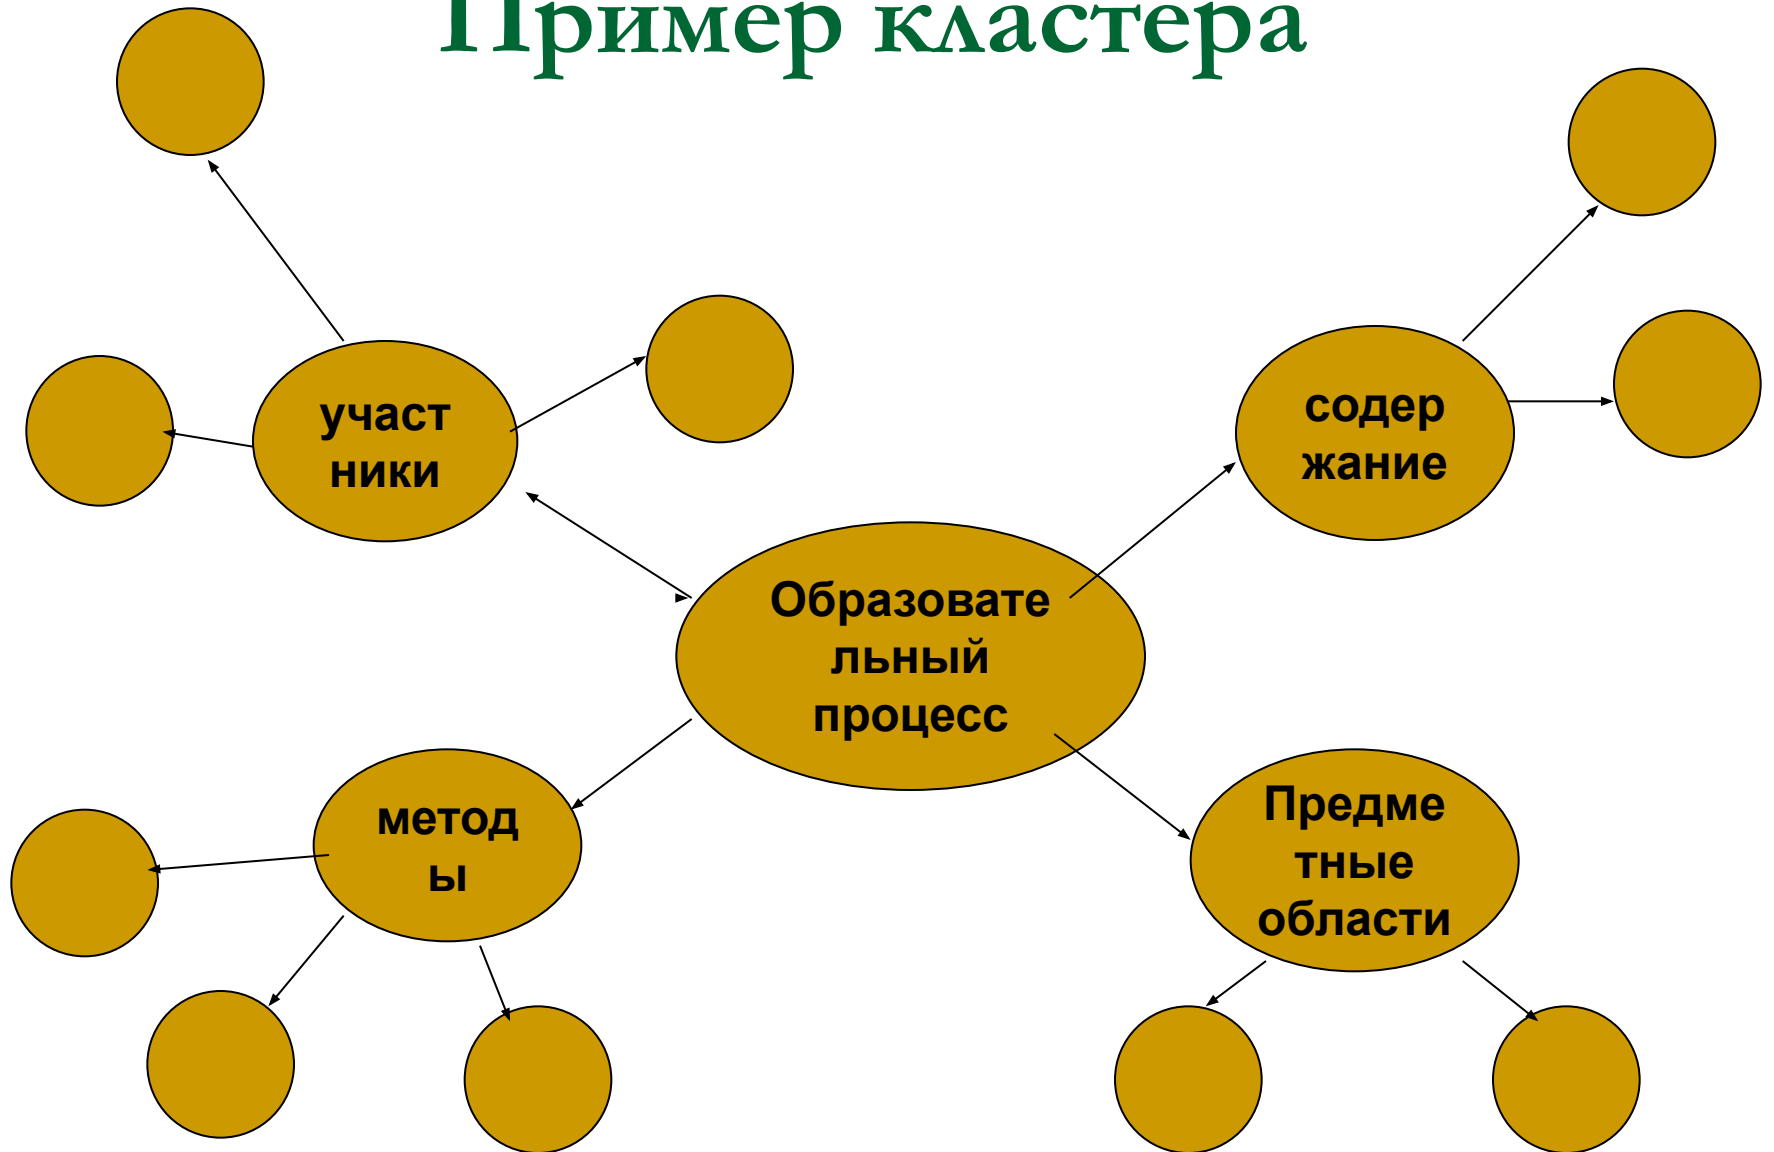 Пример кластера
участ
ники
содер
жание
Образовате
льный
процесс
метод
ы
Предме
тные
области